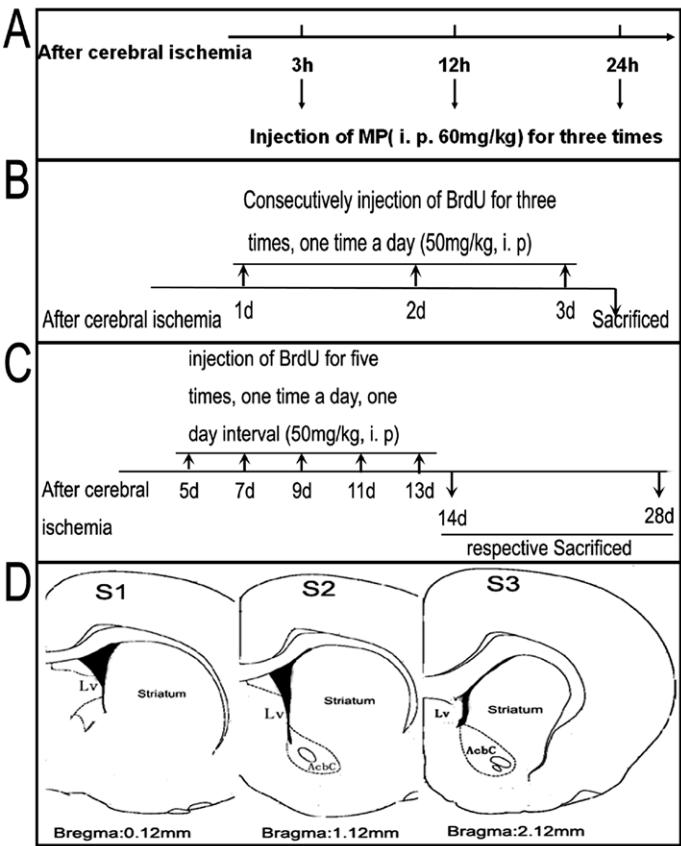 A
After cerebral ischemia
3h 12h 24h
Injection of MP( i. p. 60mg/kg) for three times
B
Consecutively injection of BrdU for three
times, one time a day (50mg/kg, i. p)
1d 2d 3d
After cerebral ischemia Sacrificed
C
injection of BrdU for five
times, one time a day, one
day interval (50mg/kg, i. p)
After cerebral
ischemia
5d 7d 9d 11d 13d
14d 28d
respective Sacrificed
D
S1 S2 S3
Lv Striatum
Lv Striatum
AcbC
Lv Striatum
AcbC
Bregma:0.12mm Bragma:1.12mm Bragma:2.12mm